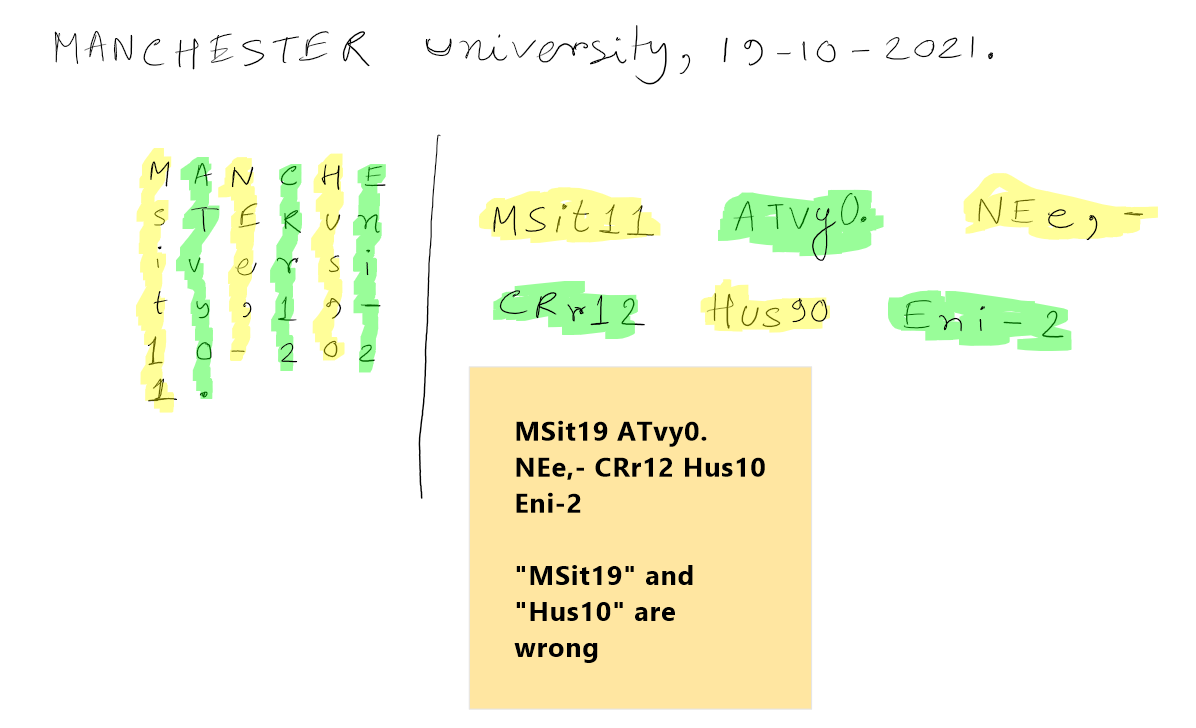 MANCHESTER university, 19-10-2021.
M A N C H E
S T E R u n
i v e r s i
t y , 1 9 -
1 0 - 2 0 2
1 .
MSit11 ATvy0. NEe,-
CRr12 Hus90 Eni-2
MSit19 ATvy0.
NEe,- CRr12 Hus10
Eni-2
"MSit19" and
"Hus10" are
wrong